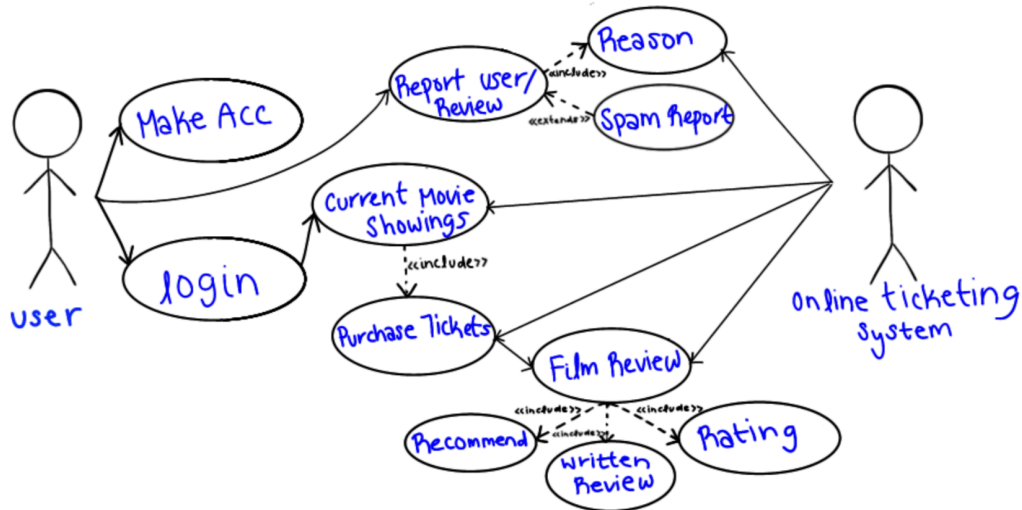 Reason
Report user/
Review
<<include>>
<<extends>>
Spam Report
Make Acc
Current Movie
Showings
<<include>>
login
user
Purchase Tickets
Online ticketing
System
Film Review
<<include>>
<<include>>
<<include>>
Recommend
Written
Review
Rating